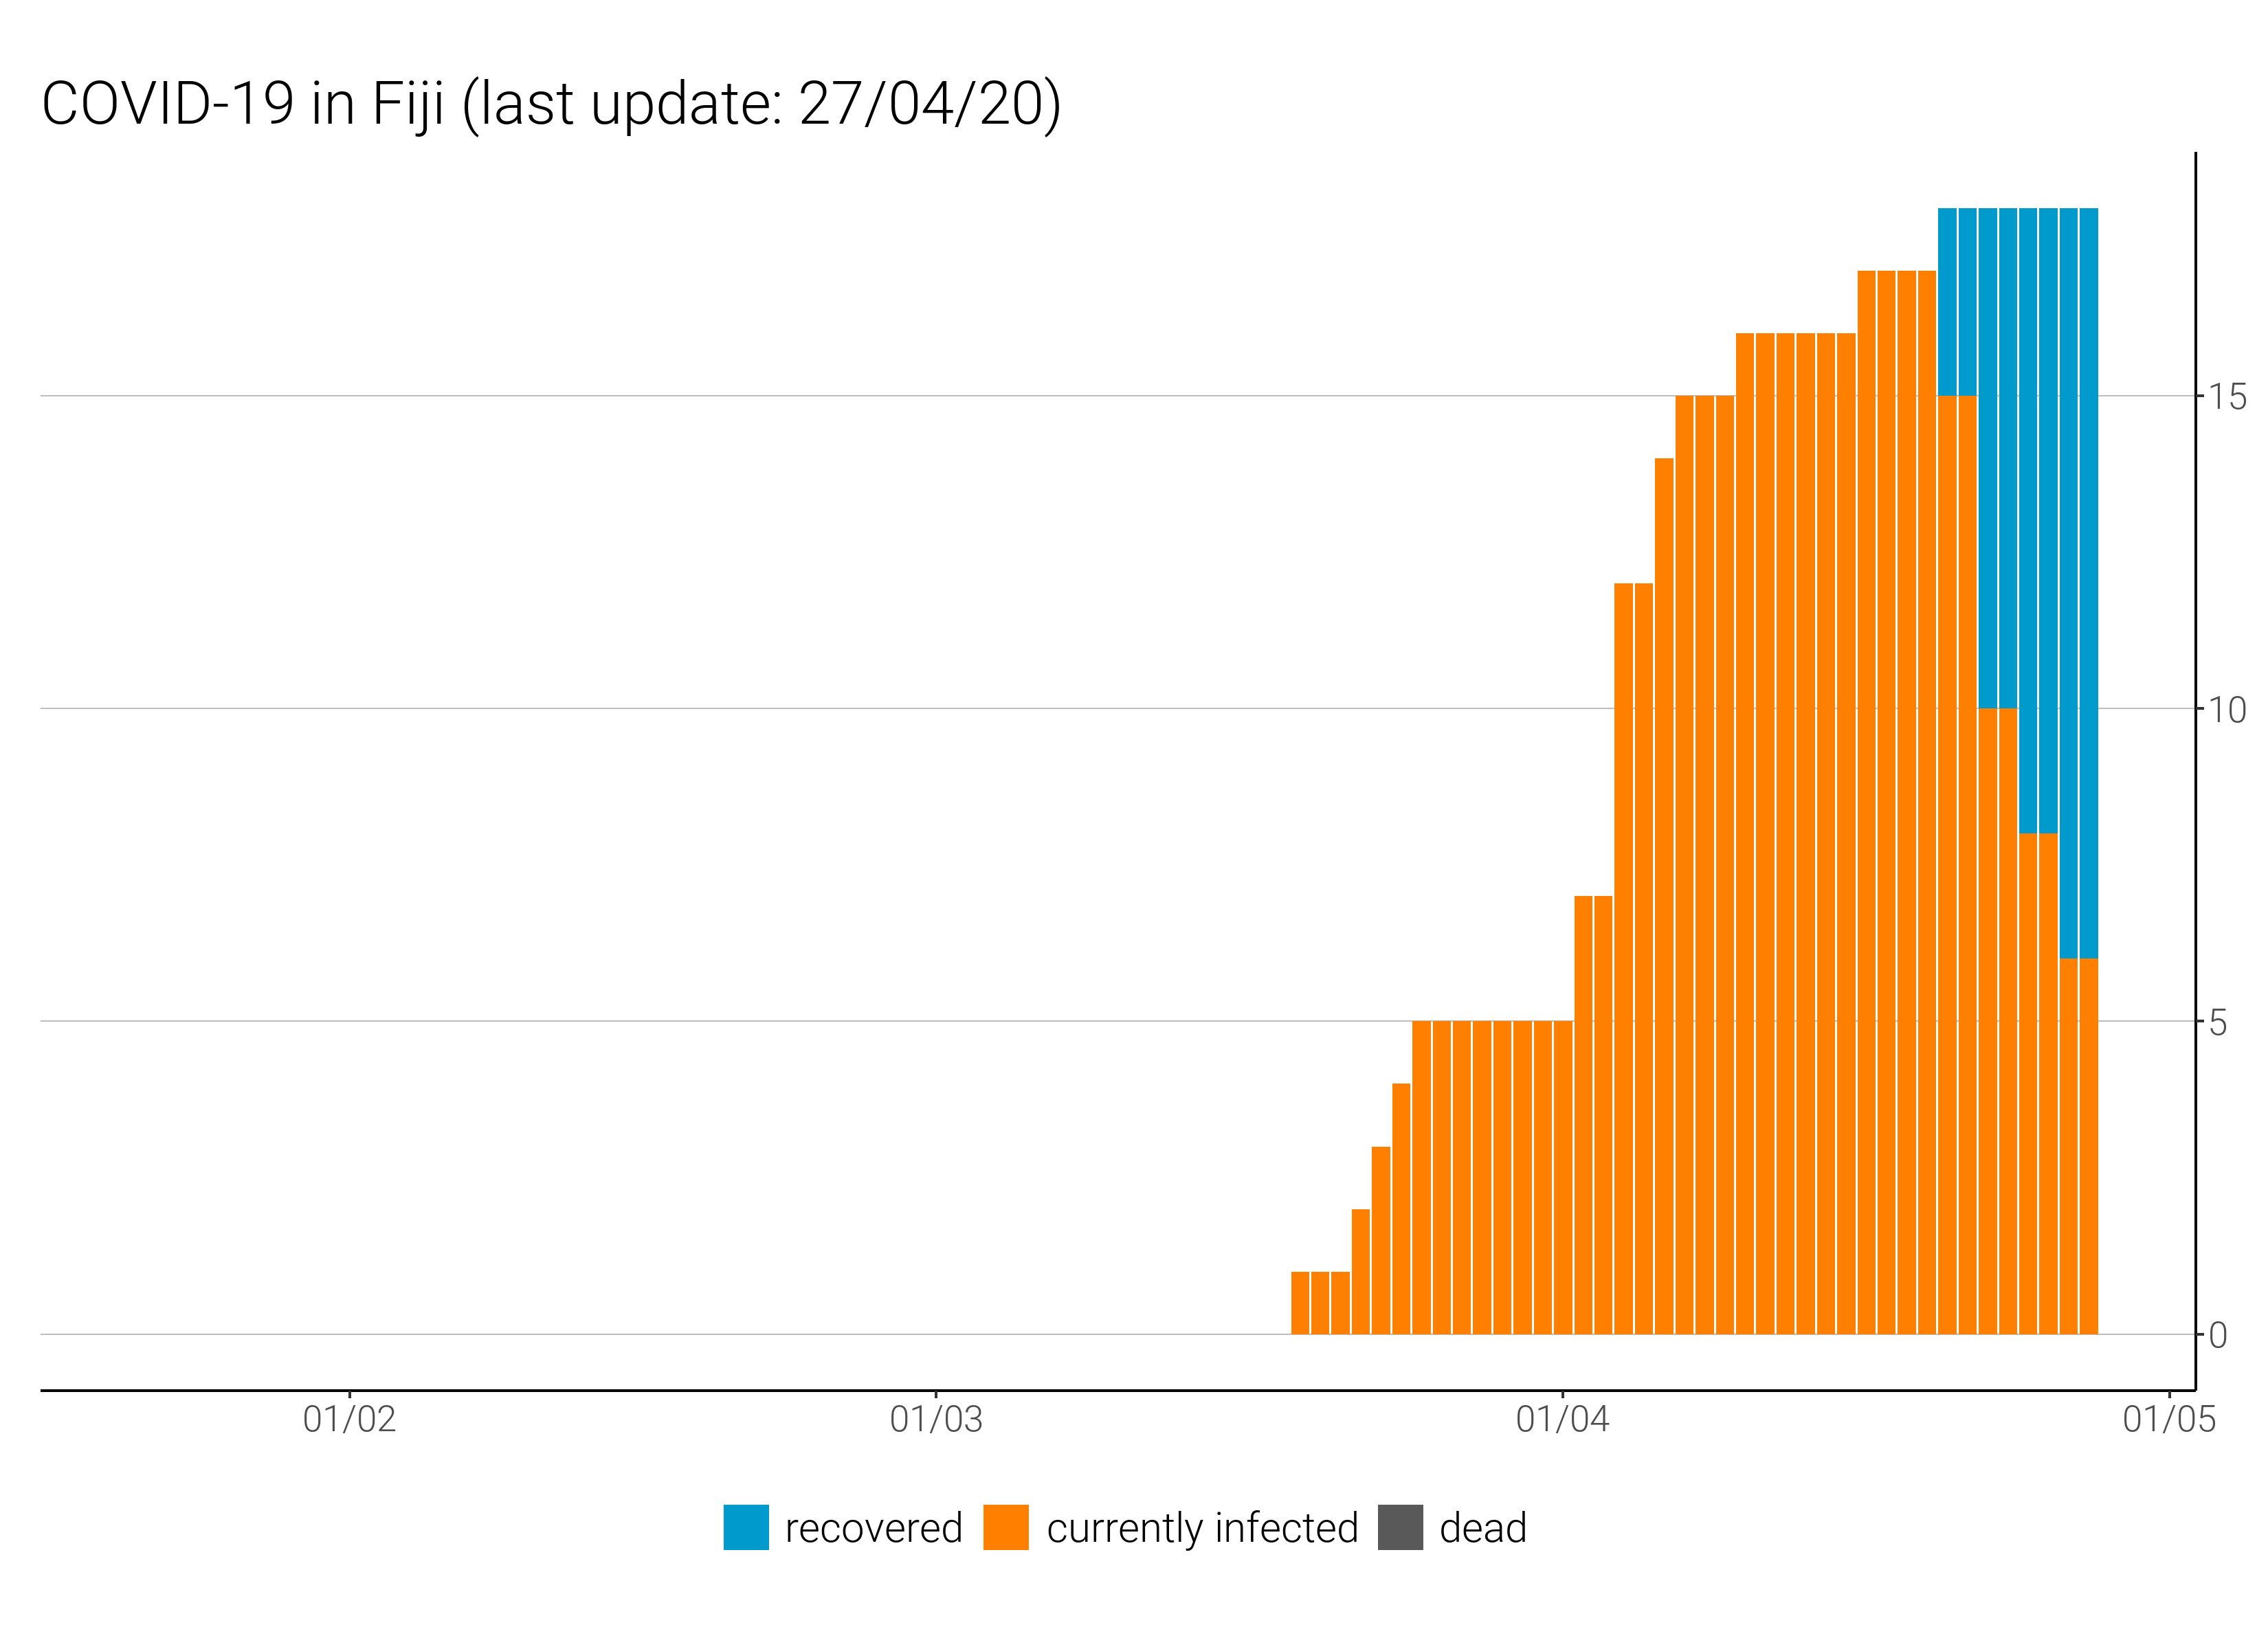 COVID-19 in Fiji (last update: 27/04/20)
15
10
5
0
01/02 01/03 01/04 01/05
recovered currently infected dead